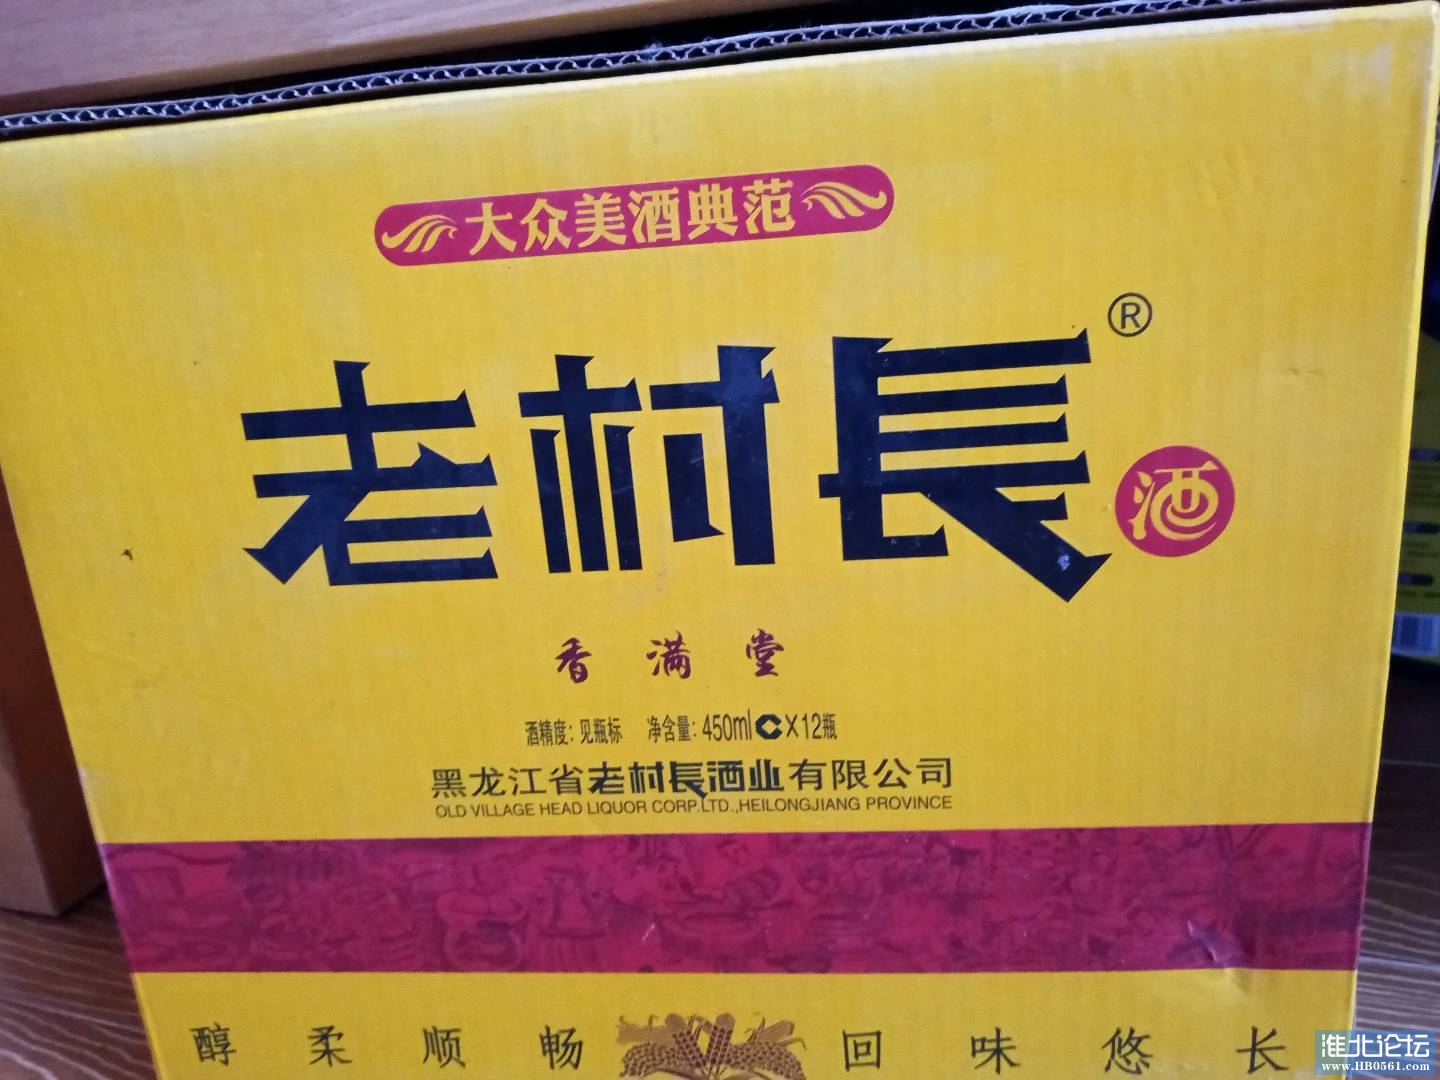 大众美酒典范
老村長®
酒
香满堂
酒精度:见瓶标 净含量:450ml C X12瓶
黑龙江省老村長酒业有限公司
OLD VILLAGE HEAD LIQUOR CORP.LTD.,HEILONGJIANG PROVINCE
醇柔顺畅 回味悠长
淮北论坛
www.HB0561.com